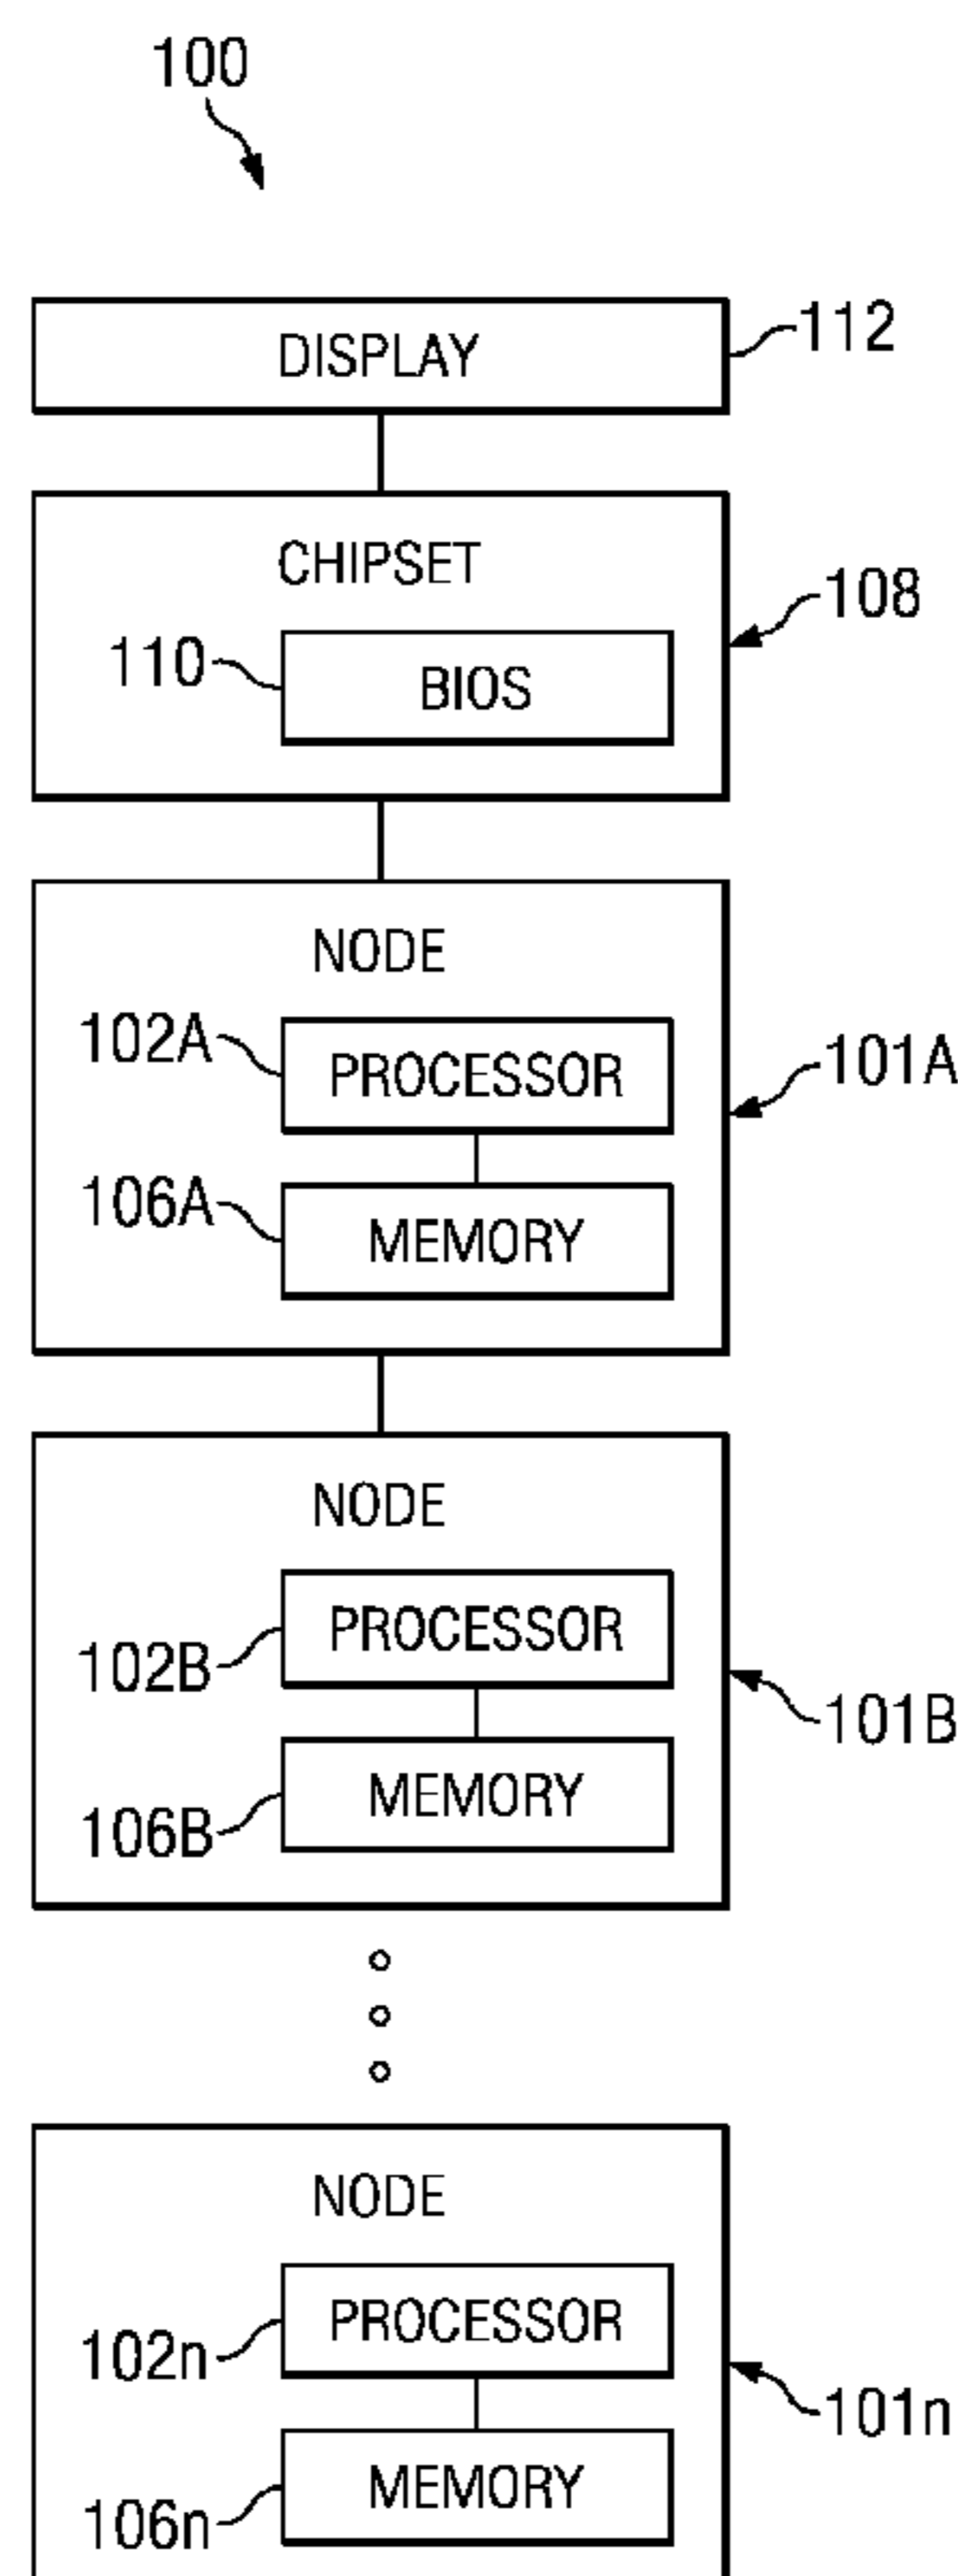 100
DISPLAY
112
CHIPSET
108
110
BIOS
NODE
102A
PROCESSOR
101A
106A
MEMORY
NODE
PROCESSOR
102B
101B
MEMORY
106B
NODE
PROCESSOR
102n
101n
MEMORY
106n